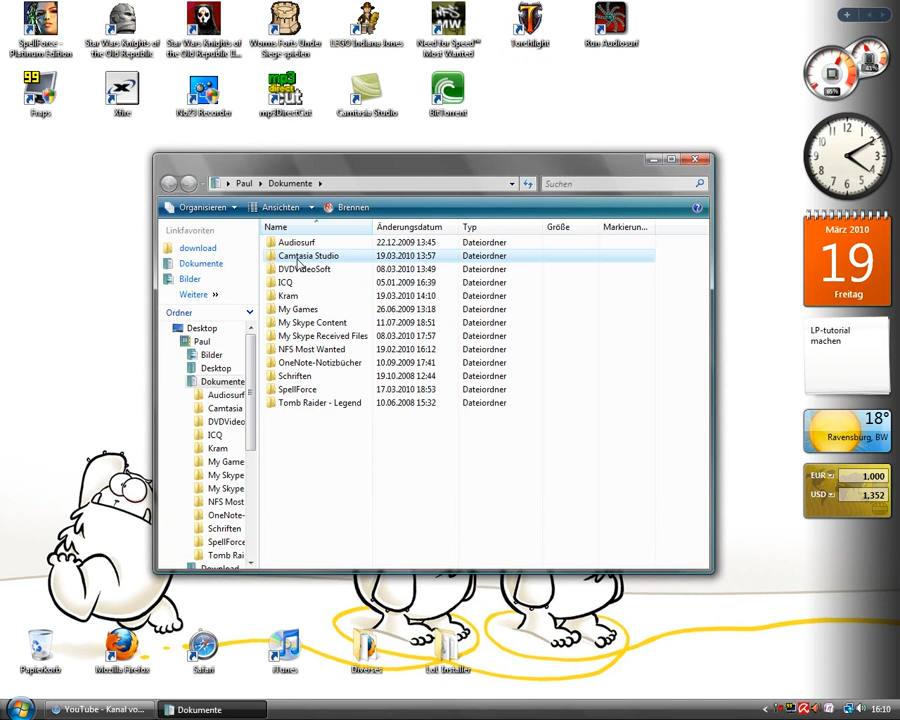 SpellForce - Platinum Edition
Star Wars Knights of the Old Republic
Star Wars Knights of the Old Republic II...
Worms Forts Under Siege spielen
LEGO Indiana Jones
Need for Speed™ Most Wanted
Torchlight
Run Audiosurf
99
Fraps
Xfire
No23 Recorder
mp3 direct cut
mp3DirectCut
Camtasia Studio
BitTorrent
85%
41%
März 2010
19
Freitag
LP-tutorial
machen
18°
Ravensburg, BW
EUR 1,000
USD 1,352
Paul Dokumente
Suchen
Organisieren Ansichten Brennen
Linkfavoriten
download
Dokumente
Bilder
Weitere »
Ordner
Desktop
Paul
Bilder
Desktop
Dokumente
Audiosurf
Camtasia
DVDVideo
ICQ
Kram
My Game
My Skype
My Skype
NFS Most
OneNote-
Schriften
SpellForce
Tomb Rai
Download
Name Änderungsdatum Typ Größe Markierun...
Audiosurf 22.12.2009 13:45 Dateiordner
Camtasia Studio 19.03.2010 13:57 Dateiordner
DVDVideoSoft 08.03.2010 13:49 Dateiordner
ICQ 05.01.2009 16:39 Dateiordner
Kram 19.03.2010 14:10 Dateiordner
My Games 26.06.2009 13:18 Dateiordner
My Skype Content 11.07.2009 18:51 Dateiordner
My Skype Received Files 08.03.2010 17:57 Dateiordner
NFS Most Wanted 19.02.2010 16:12 Dateiordner
OneNote-Notizbücher 10.09.2009 17:41 Dateiordner
Schriften 19.10.2008 12:44 Dateiordner
SpellForce 17.03.2010 18:53 Dateiordner
Tomb Raider - Legend 10.06.2008 15:32 Dateiordner
Papierkorb
Mozilla Firefox
Safari
iTunes
Diverses
LoL Installer
YouTube - Kanal vo...
Dokumente
16:10